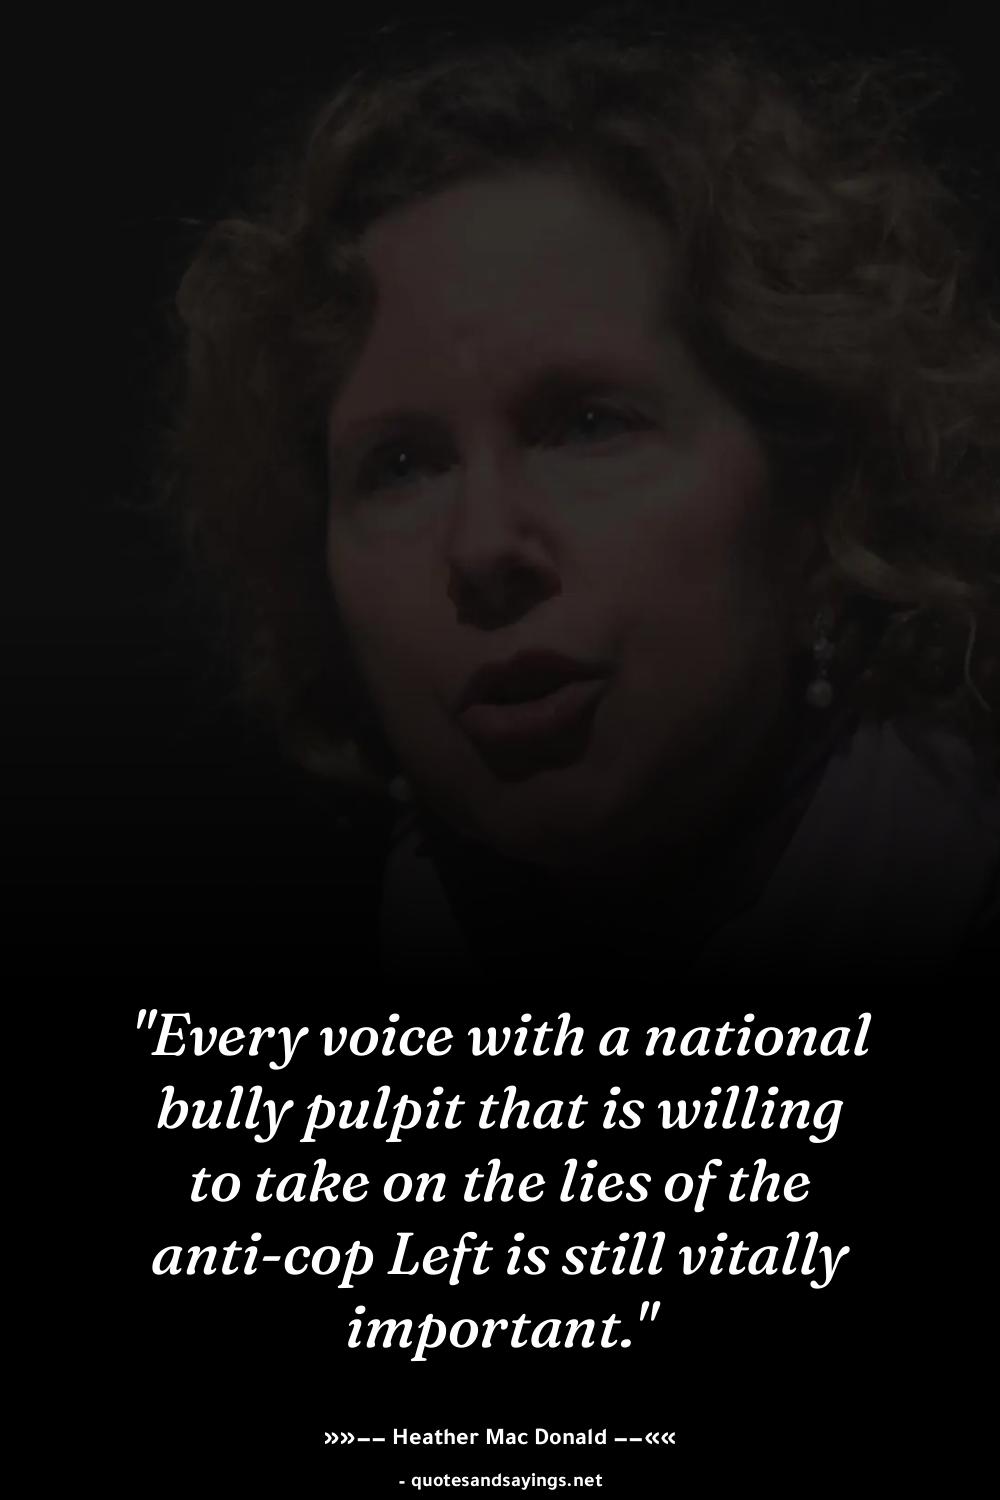 "Every voice with a national
bully pulpit that is willing
to take on the lies of the
anti-cop Left is still vitally
important."
»»–– Heather Mac Donald ––««
- quotesandsayings.net